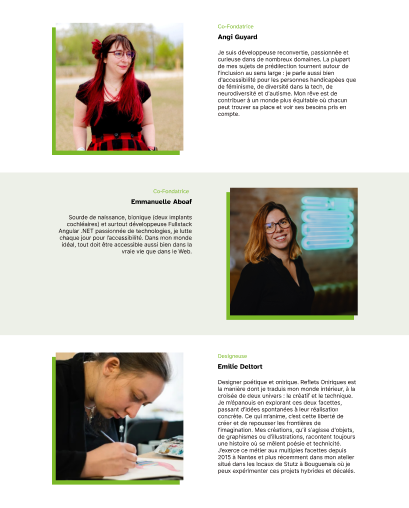 Co-Fondatrice
Angi Guyard
Je suis développeuse reconvertie, passionnée et
curieuse dans de nombreux domaines. La plupart
de mes sujets de prédilection tournent autour de
l'inclusion au sens large : je parle aussi bien
d'accessibilité pour les personnes handicapées que
de féminisme, de diversité dans la tech, de
neurodiversité et d'autisme. Mon rêve est de
contribuer à un monde plus équitable où chacun
peut trouver sa place et voir ses besoins pris en
compte.
Co-Fondatrice
Emmanuelle Aboaf
Sourde de naissance, bionique (deux implants
cochléaires) et surtout développeuse Fullstack
Angular .NET passionnée de technologies, je lutte
chaque jour pour l'accessibilité. Dans mon monde
idéal, tout doit être accessible aussi bien dans la
vraie vie que dans le Web.
Designeuse
Emilie Dettort
Designer poétique et onirique. Reflets Oniriques est
la manière dont je traduis mon monde intérieur, à la
croisée de deux univers : le créatif et le technique.
Je m'épanouis en explorant ces deux facettes,
passant d'idées spontanées à leur réalisation
concrète. Ce qui m'anime, c'est cette liberté de
créer et de repousser les frontières de
l'imagination. Mes créations, qu'il s'agisse d'objets,
de graphismes ou d'illustrations, racontent toujours
une histoire où se mêlent poésie et technicité.
J'exerce ce métier aux multiples facettes depuis
2015 à Nantes et plus récemment dans mon atelier
situé dans les locaux de Stutz à Bouguenais où je
peux expérimenter ces projets hybrides et décalés.